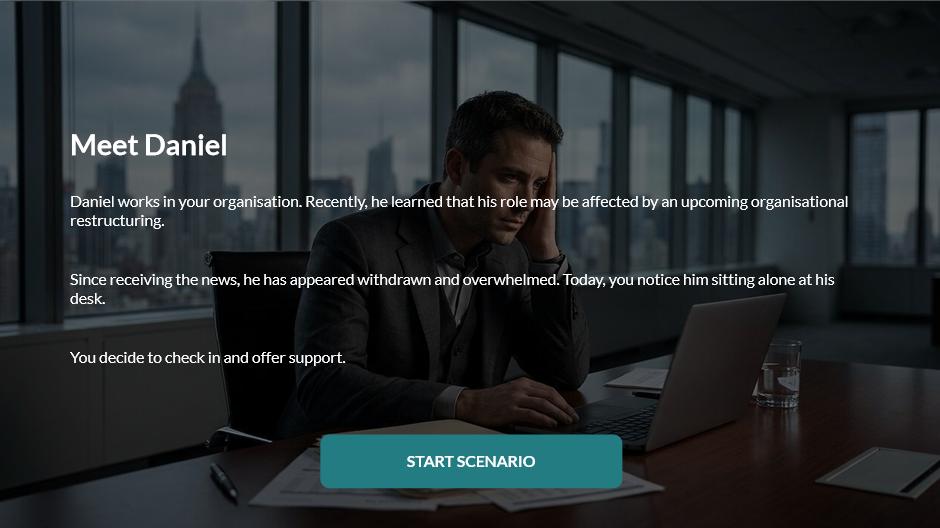 Meet Daniel
Daniel works in your organisation. Recently, he learned that his role may be affected by an upcoming organisational
restructuring.
Since receiving the news, he has appeared withdrawn and overwhelmed. Today, you notice him sitting alone at his
desk.
You decide to check in and offer support.
START SCENARIO